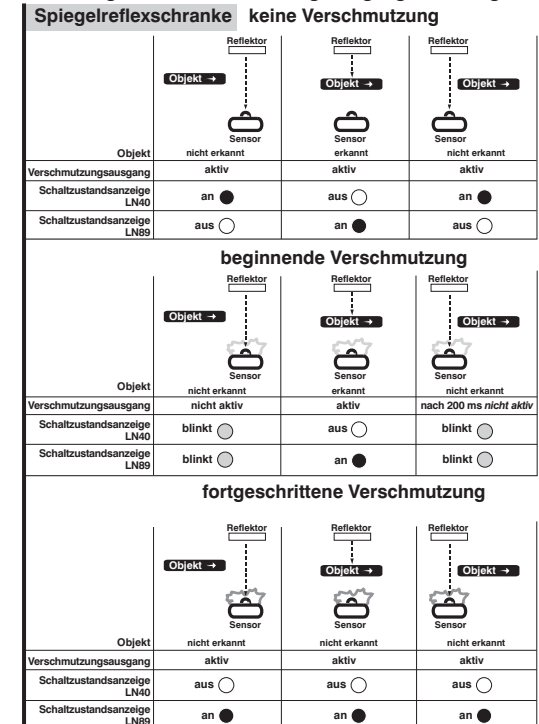 Spiegelreflexschranke keine Verschmutzung
Reflektor Reflektor Reflektor
Objekt → Objekt → Objekt →
Sensor Sensor Sensor
Objekt nicht erkannt erkannt nicht erkannt
Verschmutzungsausgang aktiv aktiv aktiv
Schaltzustandsanzeige
LN40 an aus an
Schaltzustandsanzeige
LN89 aus an aus
beginnende Verschmutzung
Reflektor Reflektor Reflektor
Objekt → Objekt → Objekt →
Sensor Sensor Sensor
Objekt nicht erkannt erkannt nicht erkannt
Verschmutzungsausgang nicht aktiv aktiv nach 200 ms nicht aktiv
Schaltzustandsanzeige
LN40 blinkt aus blinkt
Schaltzustandsanzeige
LN89 blinkt an blinkt
fortgeschrittene Verschmutzung
Reflektor Reflektor Reflektor
Objekt → Objekt → Objekt →
Sensor Sensor Sensor
Objekt nicht erkannt nicht erkannt nicht erkannt
Verschmutzungsausgang aktiv aktiv aktiv
Schaltzustandsanzeige
LN40 aus aus aus
Schaltzustandsanzeige
LN89 an an an